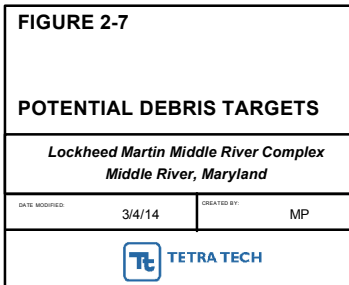 FIGURE 2-7
POTENTIAL DEBRIS TARGETS
Lockheed Martin Middle River Complex
Middle River, Maryland
DATE MODIFIED:
3/4/14
CREATED BY:
MP
Tt TETRA TECH